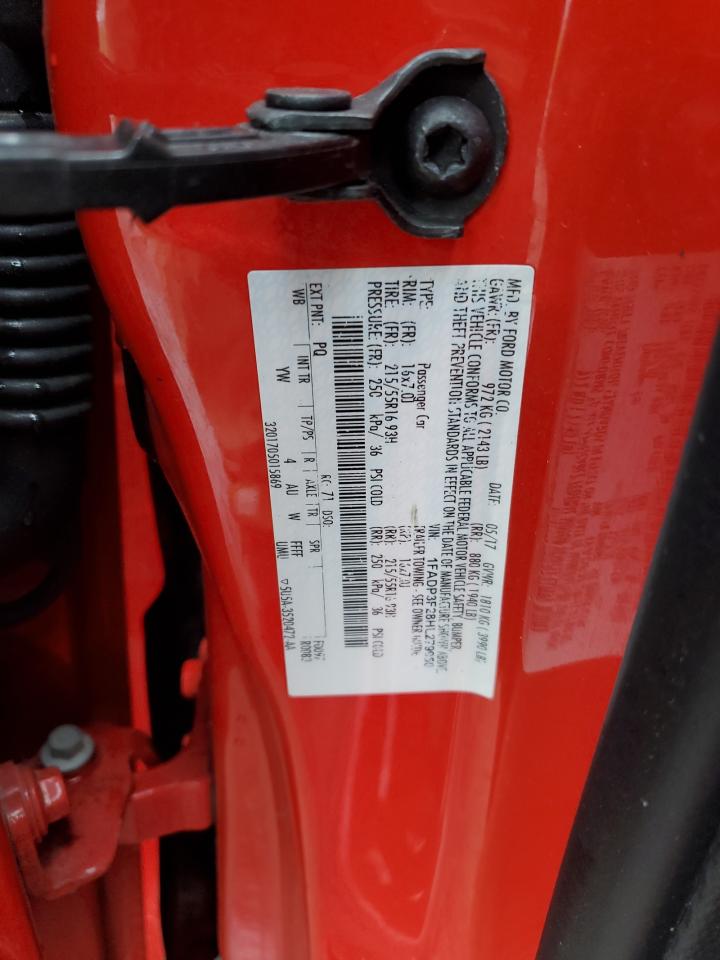 MFD. BY FORD MOTOR CO. DATE: 05/17 GVWR: 1810 KG ( 3990 LB)
GAWR: (FR): 972 KG ( 2143 LB) (RR): 880 KG ( 1940 LB)
THIS VEHICLE CONFORMS TO ALL APPLICABLE FEDERAL MOTOR VEHICLE SAFETY, BUMPER,
AND THEFT PREVENTION STANDARDS IN EFFECT ON THE DATE OF MANUFACTURE SHOWN ABOVE.
VIN: 1FADP3F28HL279
TYPE: Passenger Car TRAILER TOWING - SEE OWNER
RIM: (FR): 16x7.0J (RR): 16x7.0J
TIRE: (FR): 215/55R16 93H (RR): 215/55R16 93H
PRESSURE: (FR): 250 kPa/ 36 PSI COLD (RR): 250 kPa/ 36 PSI COLD
RC: 71 DSO:
EXT PNT: PQ INT TR TP/PS R AXLE TR SPR
WB YW 4 AU W FFFF
UMU
3201705015869
5U5A-3520472-AA